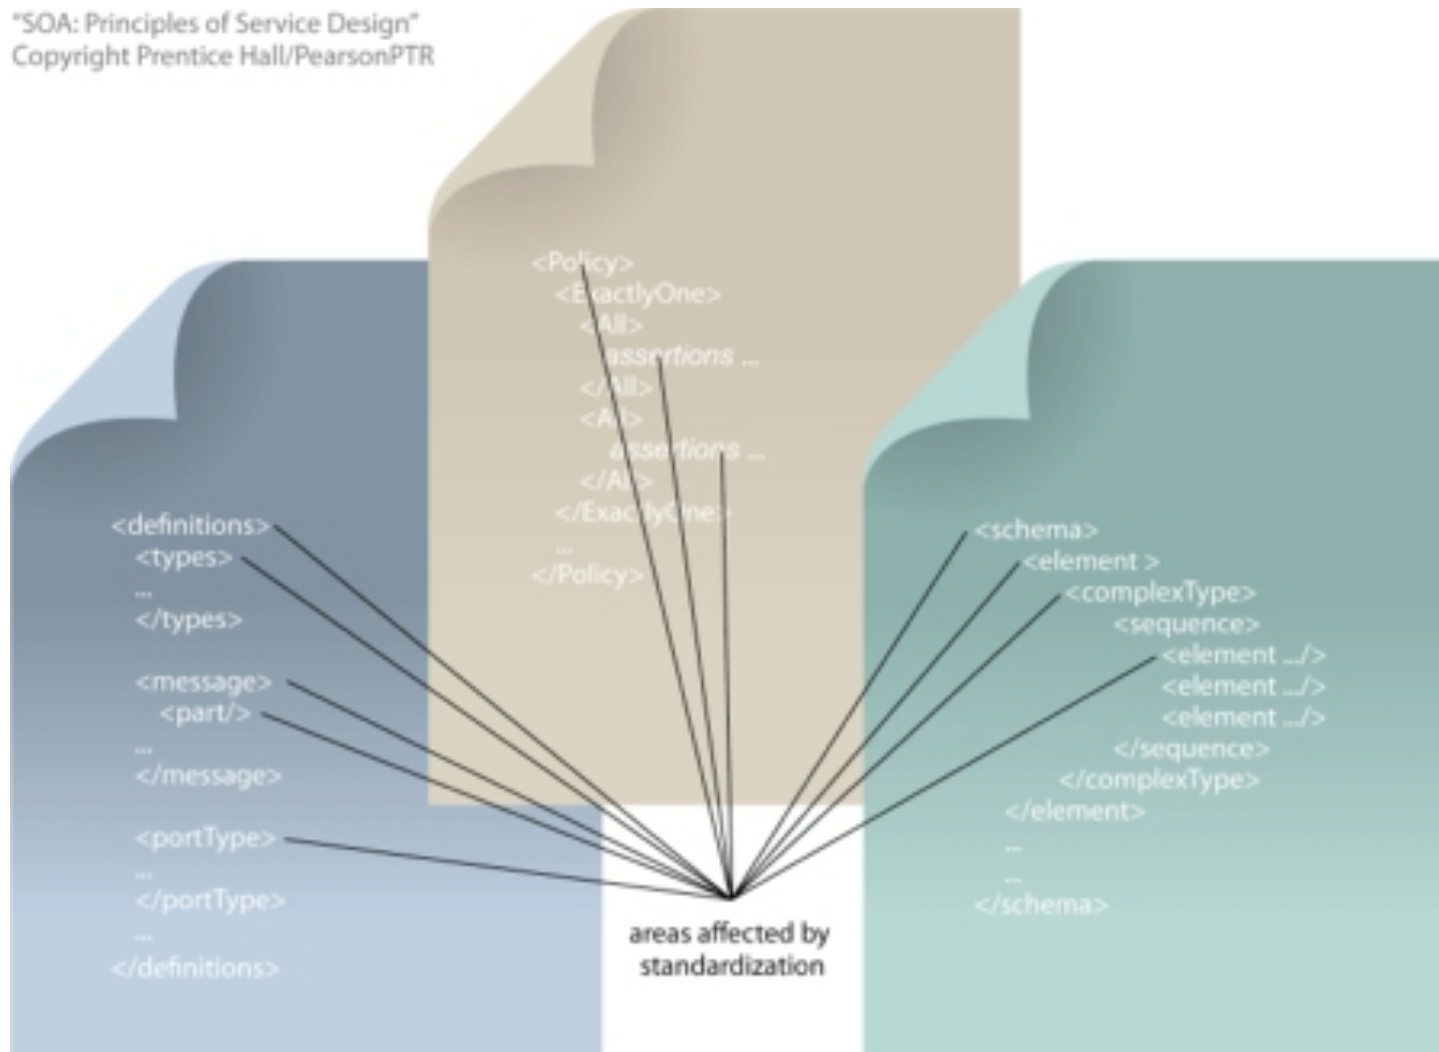 "SOA: Principles of Service Design"
Copyright Prentice Hall/PearsonPTR
<Policy>
<ExactlyOne>
<All>
assertions ...
</All>
<All>
assertions ...
</All>
</ExactlyOne>
...
</Policy>
<definitions>
<types>
...
</types>
<message>
<part/>
...
</message>
<portType>
...
</portType>
...
</definitions>
<schema>
<element >
<complexType>
<sequence>
<element .../>
<element .../>
<element .../>
</sequence>
</complexType>
</element>
...
...
</schema>
areas affected by
standardization